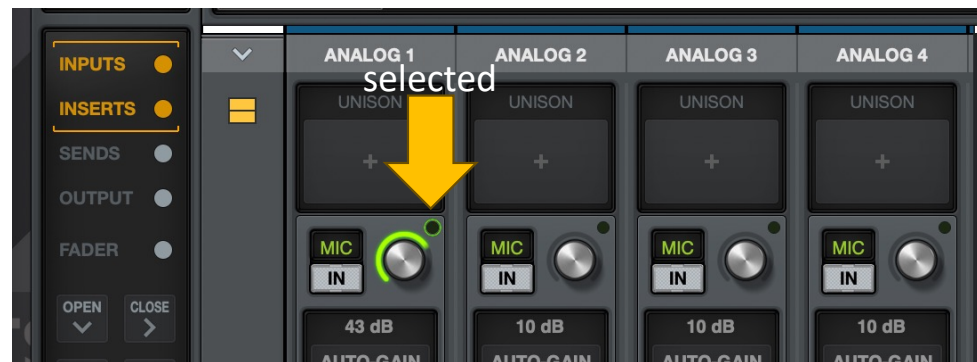 INPUTS
INSERTS
SENDS
OUTPUT
FADER
OPEN
CLOSE
ANALOG 1
ANALOG 2
ANALOG 3
ANALOG 4
selected
UNISON
UNISON
UNISON
UNISON
+
+
+
+
MIC
IN
MIC
IN
MIC
IN
MIC
IN
43 dB
10 dB
10 dB
10 dB
AUTO-GAIN
AUTO-GAIN
AUTO-GAIN
AUTO-GAIN